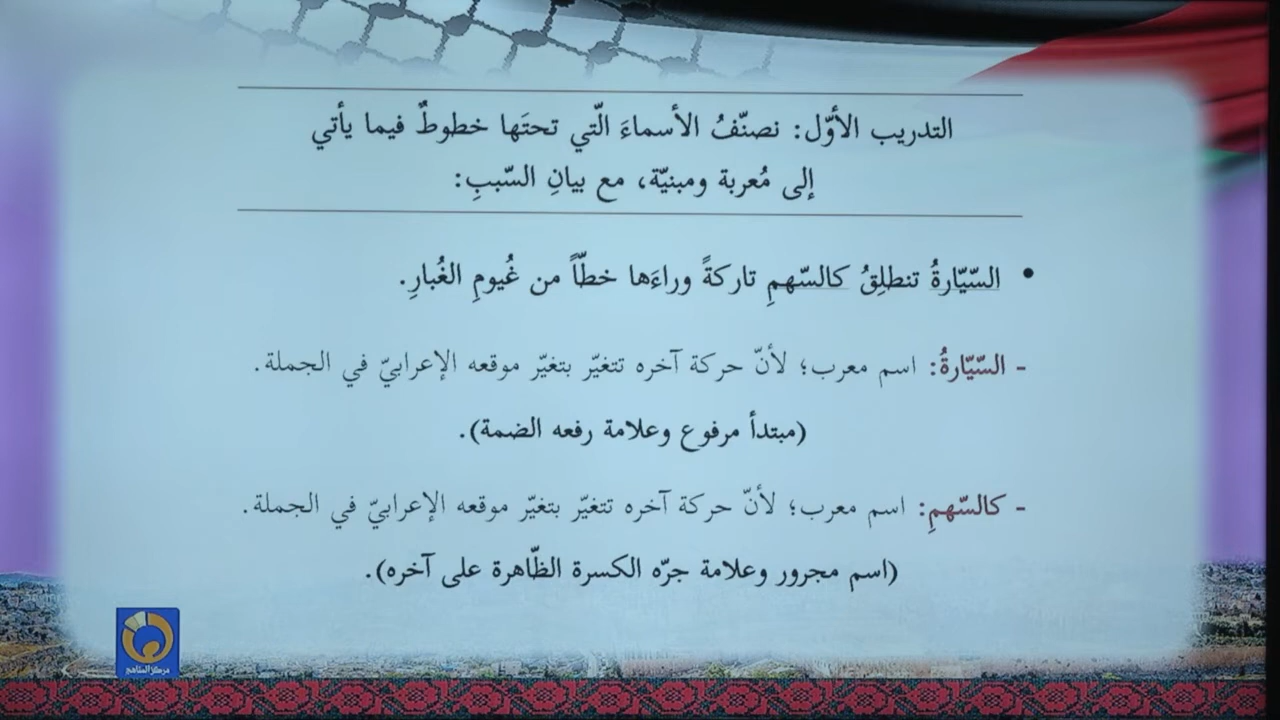 التدريب الأوّل: نصنّفُ الأسماءَ الّتي تحتَها خطوطٌ فيما يأتي
إلى مُعربة ومبنيّة، مع بيانِ السّببِ:
• السّيّارةُ تنطلِقُ كالسّهمِ تاركةً وراءَها خطّاً من غُيومِ الغُبارِ.
- السّيّارةُ: اسم معرب؛ لأنّ حركة آخره تتغيّر بتغيّر موقعه الإعرابيّ في الجملة.
(مبتدأ مرفوع وعلامة رفعه الضمة).
- كالسّهمِ: اسم معرب؛ لأنّ حركة آخره تتغيّر بتغيّر موقعه الإعرابيّ في الجملة.
(اسم مجرور وعلامة جرّه الكسرة الظّاهرة على آخره).
مركز المناهج